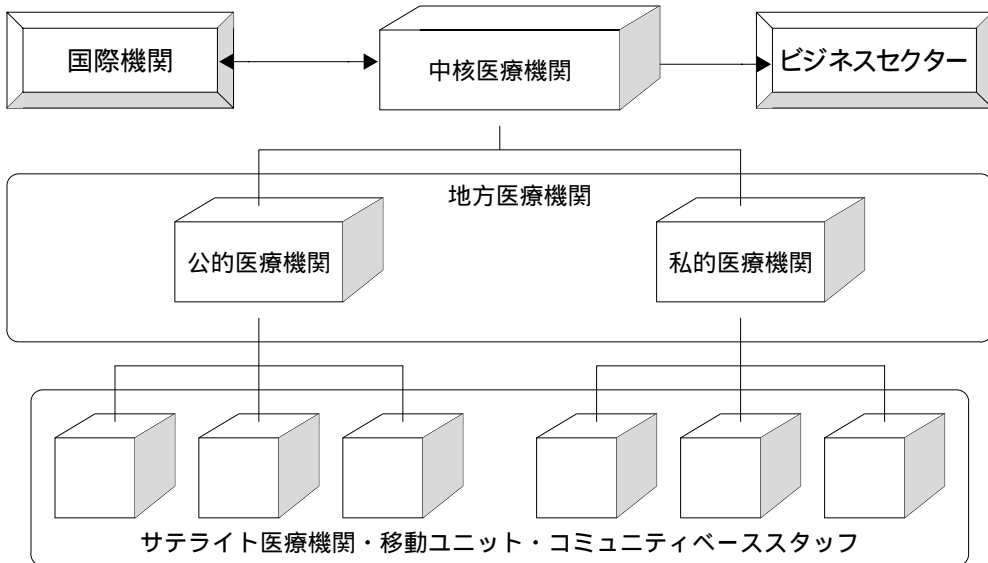 国際機関
中核医療機関
ビジネスセクター
地方医療機関
公的医療機関
私的医療機関
サテライト医療機関・移動ユニット・コミュニティベーススタッフ